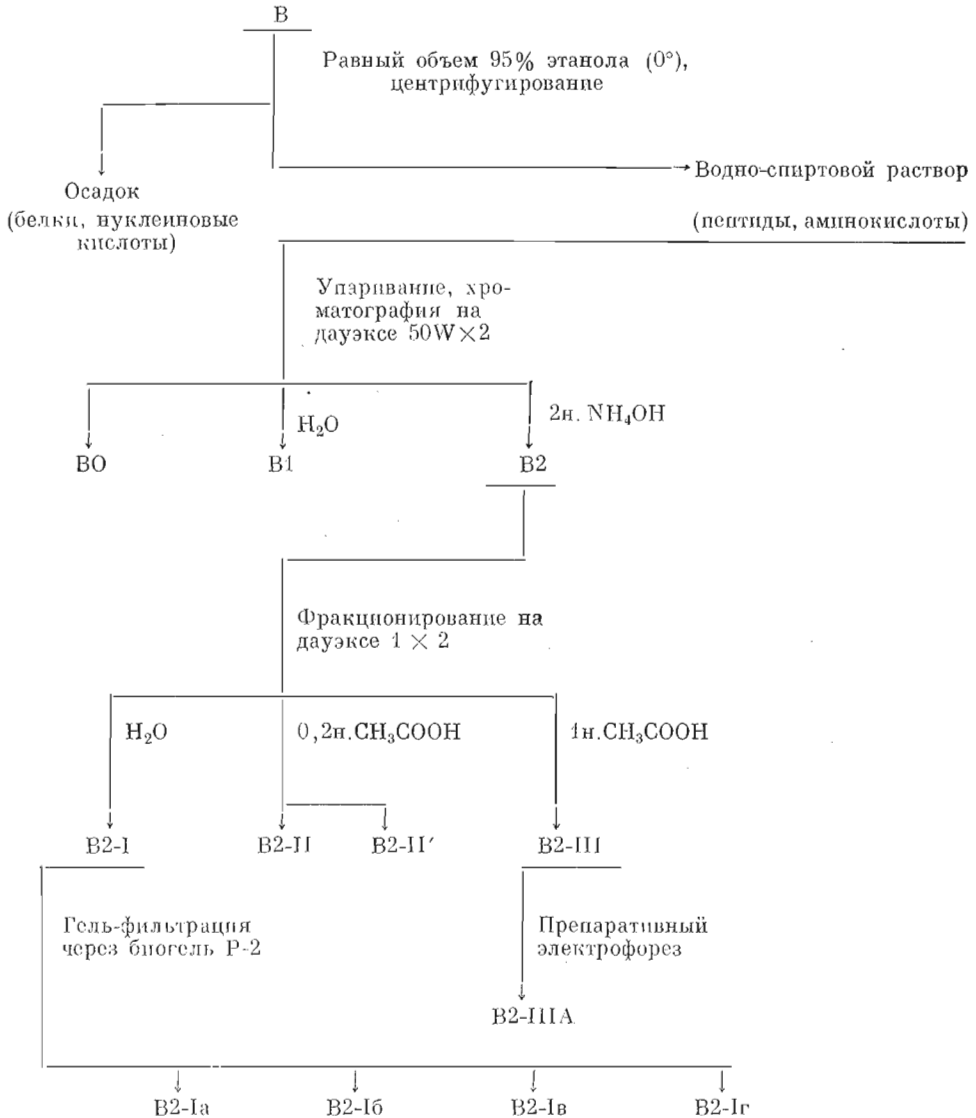 В
Равный объем 95% этанола (0°),
центрифугирование
Водно-спиртовой раствор
Осадок
(белки, нуклеиновые
кислоты)
(пептиды, аминокислоты)
Упаривание, хро-
матография на
дауэксе 50W×2
H₂O
2н. NH₄OH
В0
В1
В2
Фракционирование на
дауэксе 1 × 2
H₂O
0,2н.CH₃COOH
1н.CH₃COOH
В2-I
В2-II
В2-II′
В2-III
Гель-фильтрация
через биогель Р-2
Препаративный
электрофорез
В2-IIIА
В2-Iа
В2-Iб
В2-Iв
В2-Iг